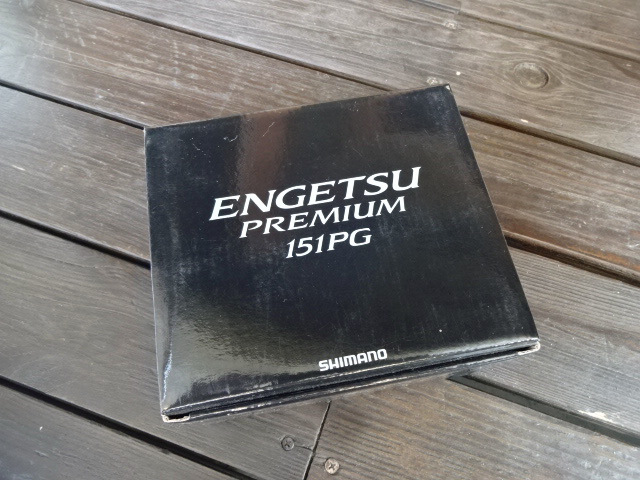 ENGETSU
PREMIUM
151PG
SHIMANO